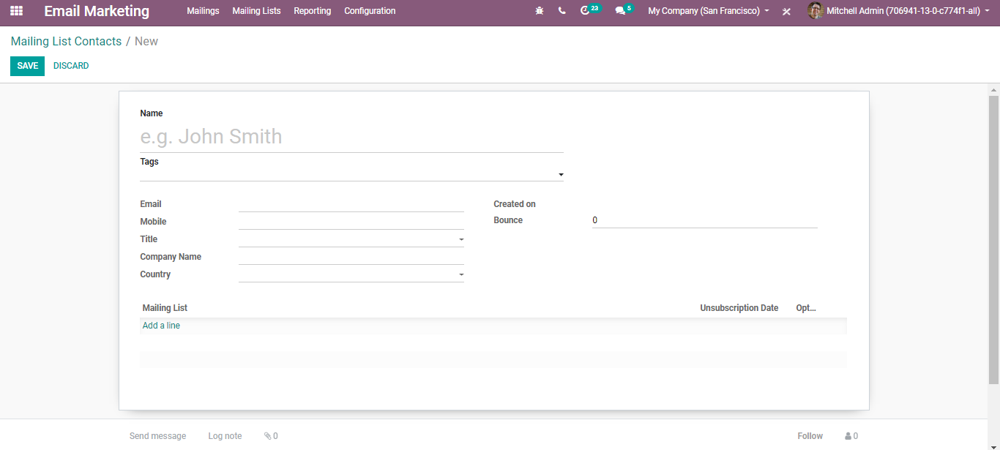 Email Marketing Mailings Mailing Lists Reporting Configuration 23 5 My Company (San Francisco) Mitchell Admin (706941-13-0-c774f1-all)
Mailing List Contacts / New
SAVE DISCARD
Name
e.g. John Smith
Tags
Email Created on
Mobile Bounce 0
Title
Company Name
Country
Mailing List Unsubscription Date Opt...
Add a line
Send message Log note 0 Follow 0